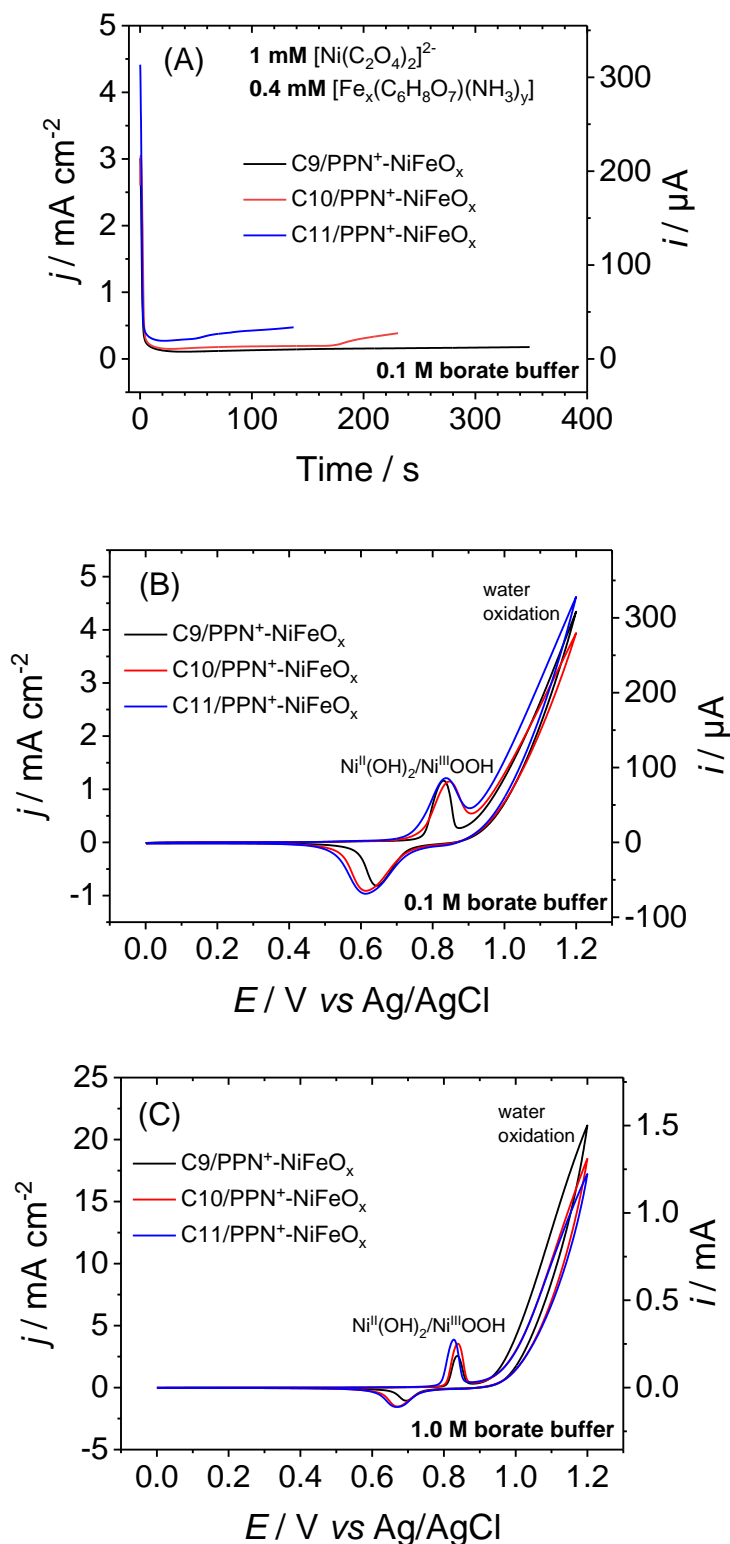 (A)
1 mM [Ni(C₂O₄)₂]²⁻
0.4 mM [Feₓ(C₆H₈O₇)(NH₃)ᵧ]
C9/PPN⁺-NiFeOₓ
C10/PPN⁺-NiFeOₓ
C11/PPN⁺-NiFeOₓ
0.1 M borate buffer
j / mA cm⁻²
5
4
3
2
1
0
i / µA
300
200
100
0
0 100 200 300 400
Time / s
(B)
water
oxidation
C9/PPN⁺-NiFeOₓ
C10/PPN⁺-NiFeOₓ
C11/PPN⁺-NiFeOₓ
Niᴵᴵ(OH)₂/NiᴵᴵᴵOOH
0.1 M borate buffer
j / mA cm⁻²
5
4
3
2
1
0
-1
i / µA
300
200
100
0
-100
0.0 0.2 0.4 0.6 0.8 1.0 1.2
E / V vs Ag/AgCl
(C)
water
oxidation
C9/PPN⁺-NiFeOₓ
C10/PPN⁺-NiFeOₓ
C11/PPN⁺-NiFeOₓ
Niᴵᴵ(OH)₂/NiᴵᴵᴵOOH
1.0 M borate buffer
j / mA cm⁻²
25
20
15
10
5
0
-5
i / mA
1.5
1.0
0.5
0.0
0.0 0.2 0.4 0.6 0.8 1.0 1.2
E / V vs Ag/AgCl